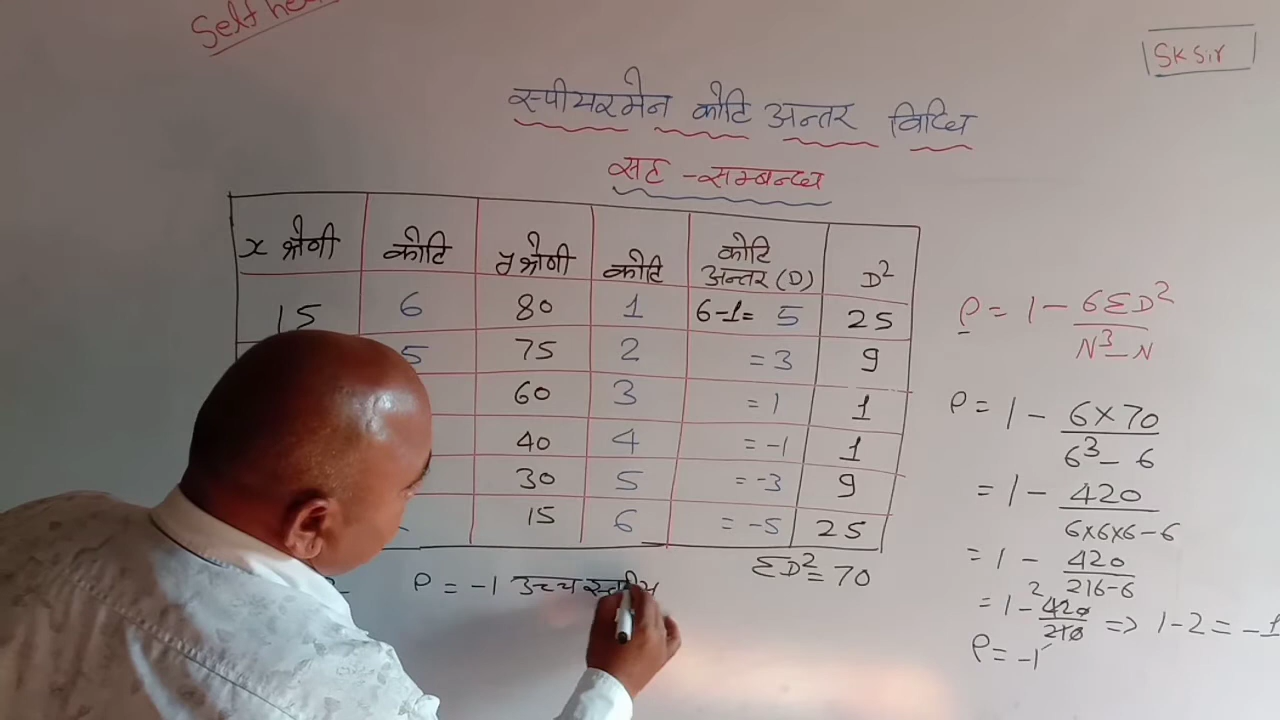 Self
SK Sir
स्पीयरमेन कोटि अन्तर विधि
सह-सम्बन्ध
x श्रेणी कोटि y श्रेणी कोटि कोटि अन्तर (D) D²
15 6 80 1 6-1= 5 25
5 75 2 = 3 9
60 3 = 1 1
40 4 = -1 1
30 5 = -3 9
15 6 = -5 25
ΣD² = 70
ρ = -1 उच्च स्तरीय
ρ = 1 - 6ΣD² / N³-N
ρ = 1 - 6×70 / 6³-6
= 1 - 420 / 6×6×6-6
= 1 - 420 / 216-6
= 1 - 420 / 210 2 => 1-2 = -1
ρ = -1